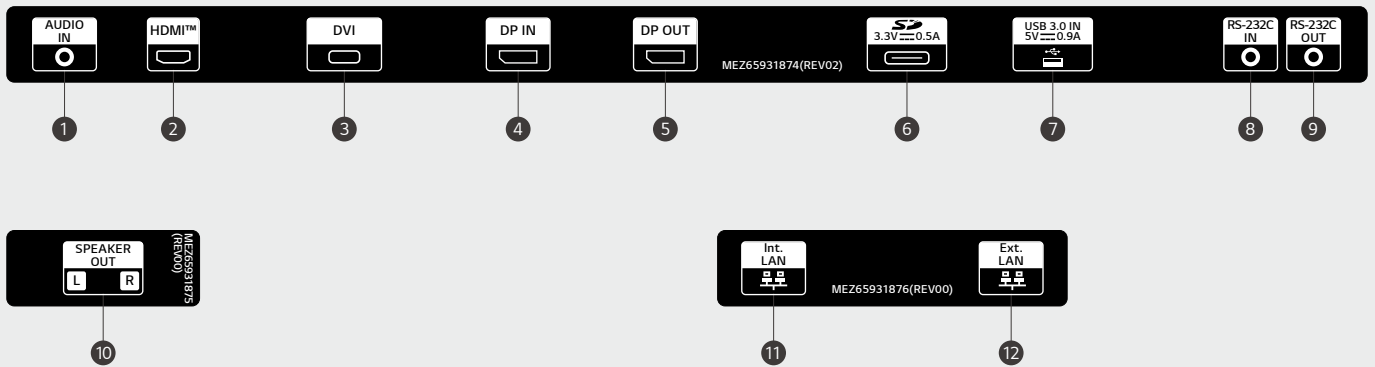 AUDIO
IN
HDMI™
DVI
DP IN
DP OUT
MEZ65931874(REV02)
SD
3.3V⎓0.5A
USB 3.0 IN
5V⎓0.9A
RS-232C
IN
RS-232C
OUT
1
2
3
4
5
6
7
8
9
SPEAKER
OUT
L
R
MEZ65931875
(REV00)
Int.
LAN
MEZ65931876(REV00)
Ext.
LAN
10
11
12